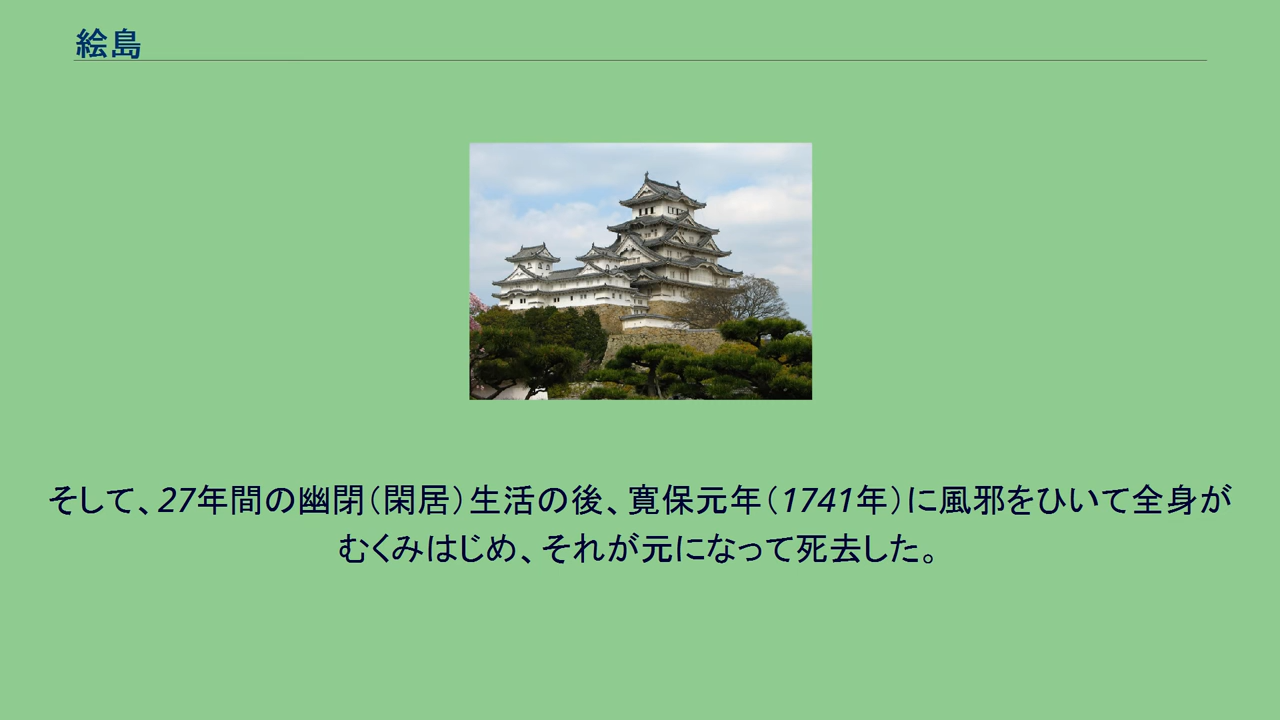 絵島
そして、27年間の幽閉（閑居）生活の後、寛保元年（1741年）に風邪をひいて全身が
むくみはじめ、それが元になって死去した。